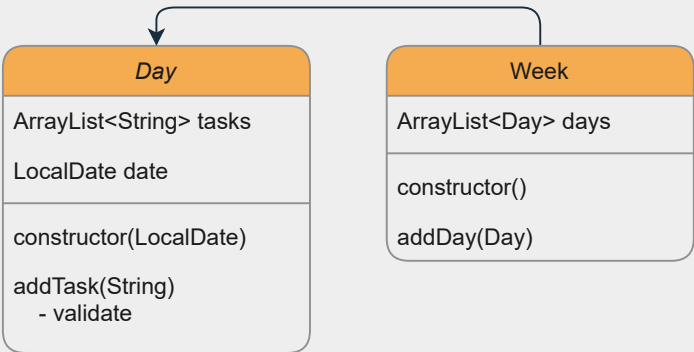 Day
ArrayList<String> tasks
LocalDate date
constructor(LocalDate)
addTask(String)
- validate
Week
ArrayList<Day> days
constructor()
addDay(Day)